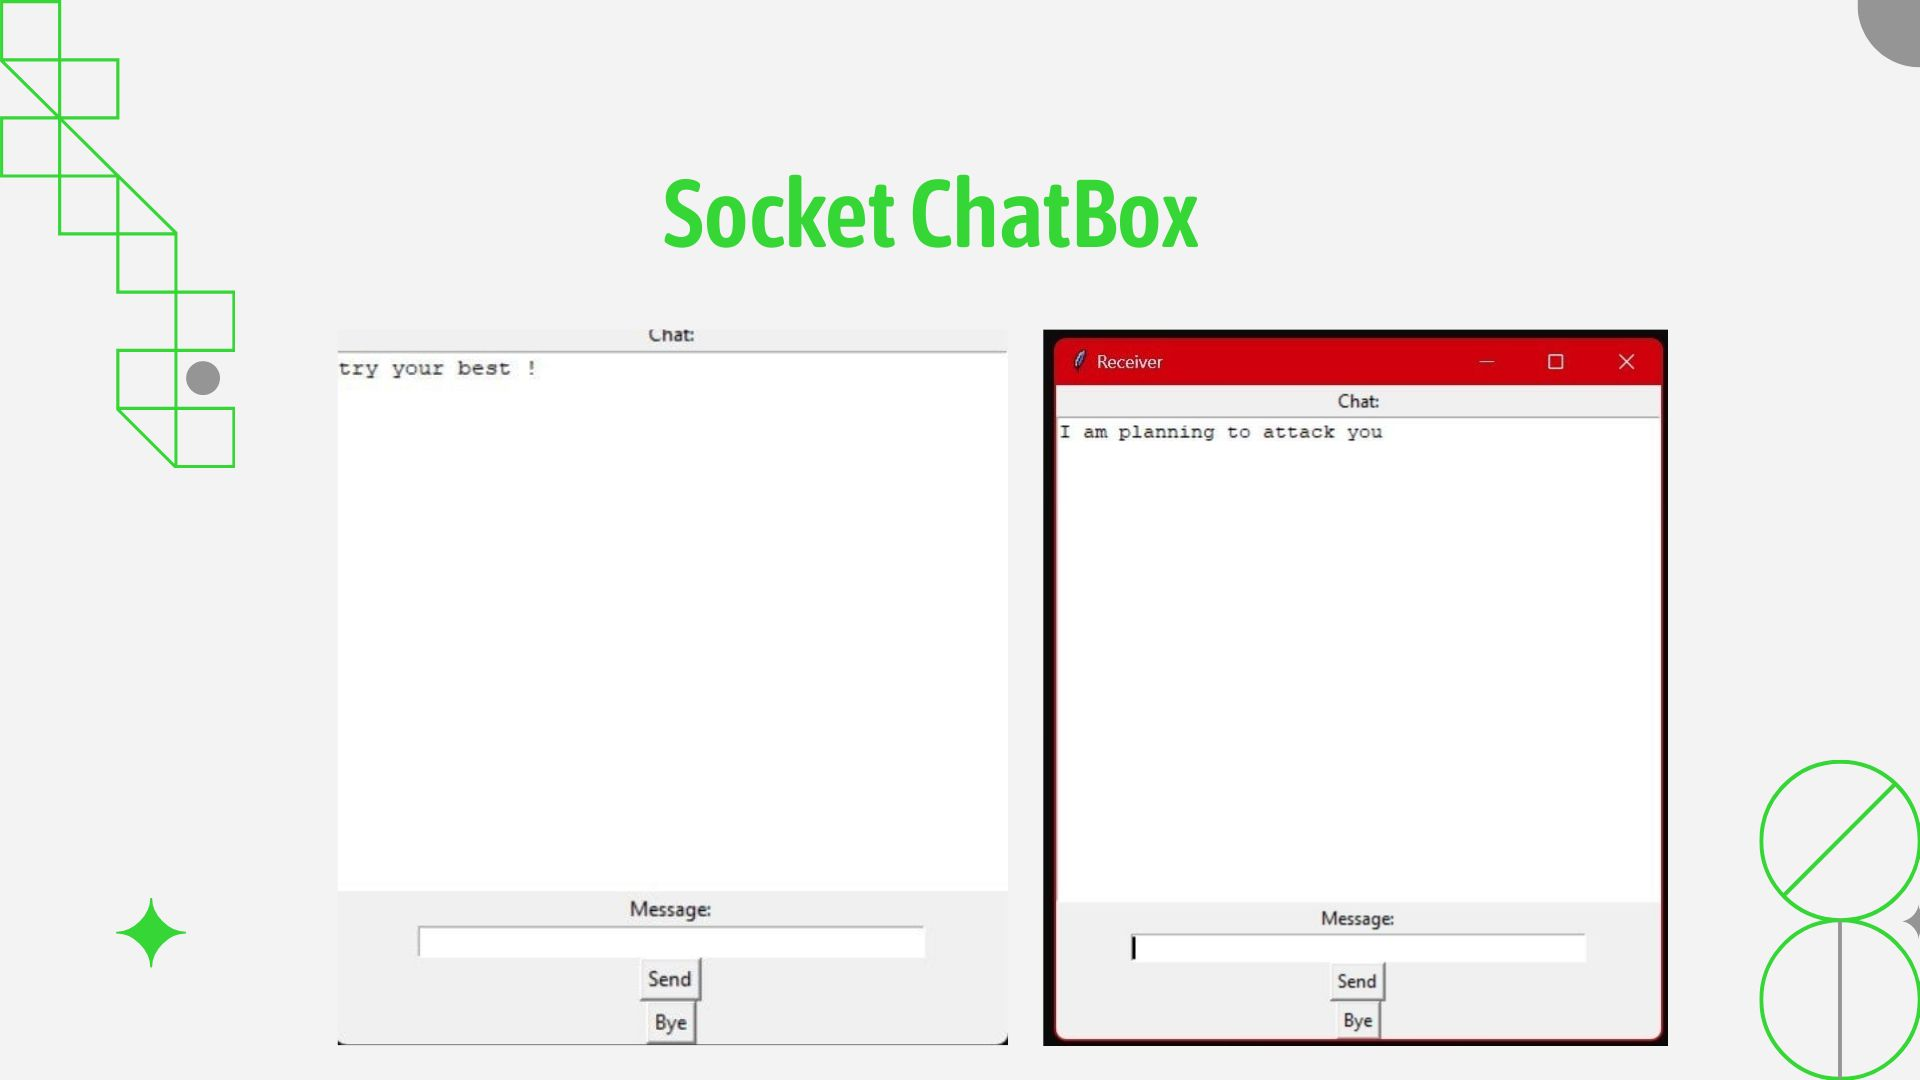 Socket ChatBox
Chat:
try your best !
Message:
Send
Bye
Receiver
Chat:
I am planning to attack you
Message:
Send
Bye